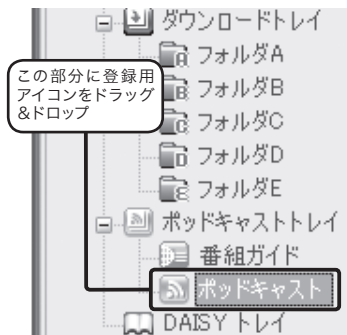 ダウンロードトレイ
フォルダA
この部分に登録用
アイコンをドラッグ
&ドロップ
フォルダB
フォルダC
フォルダD
フォルダE
ポッドキャストトレイ
番組ガイド
ポッドキャスト
DAISY トレイ